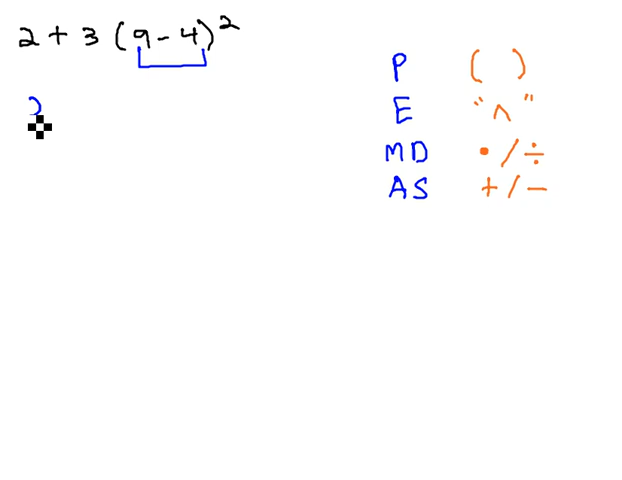 2 + 3 (9 - 4)²
P ( )
E "^"
MD • / ÷
AS + / -